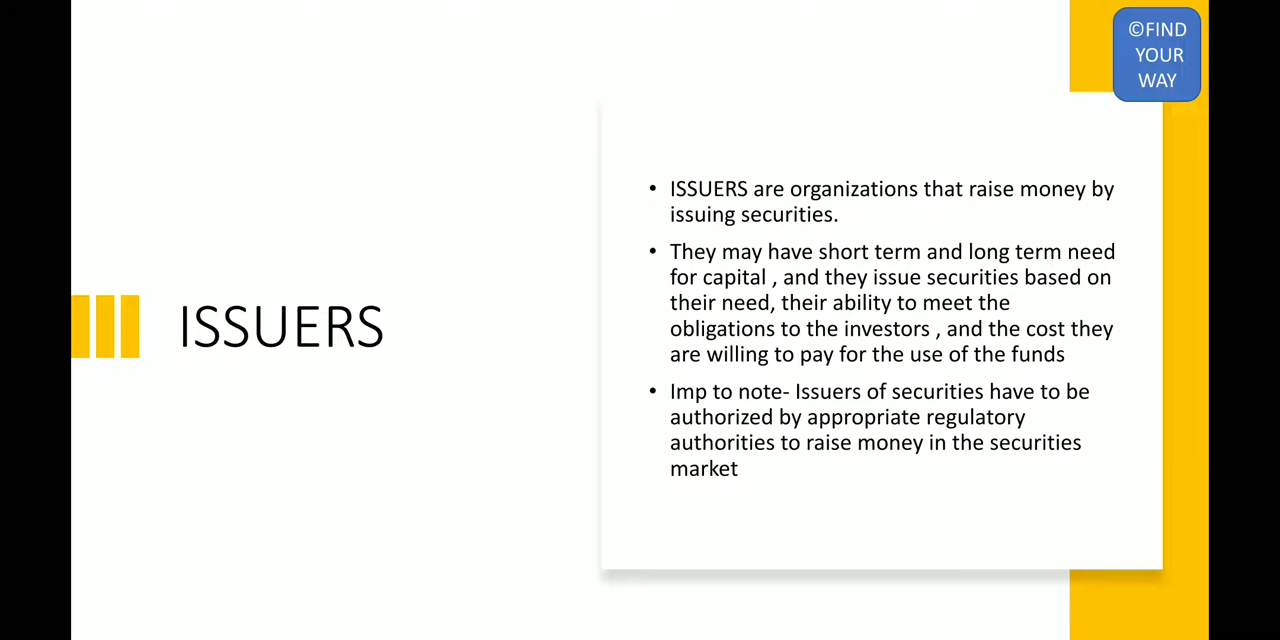 ©FIND
YOUR
WAY
ISSUERS
• ISSUERS are organizations that raise money by
issuing securities.
• They may have short term and long term need
for capital , and they issue securities based on
their need, their ability to meet the
obligations to the investors , and the cost they
are willing to pay for the use of the funds
• Imp to note- Issuers of securities have to be
authorized by appropriate regulatory
authorities to raise money in the securities
market